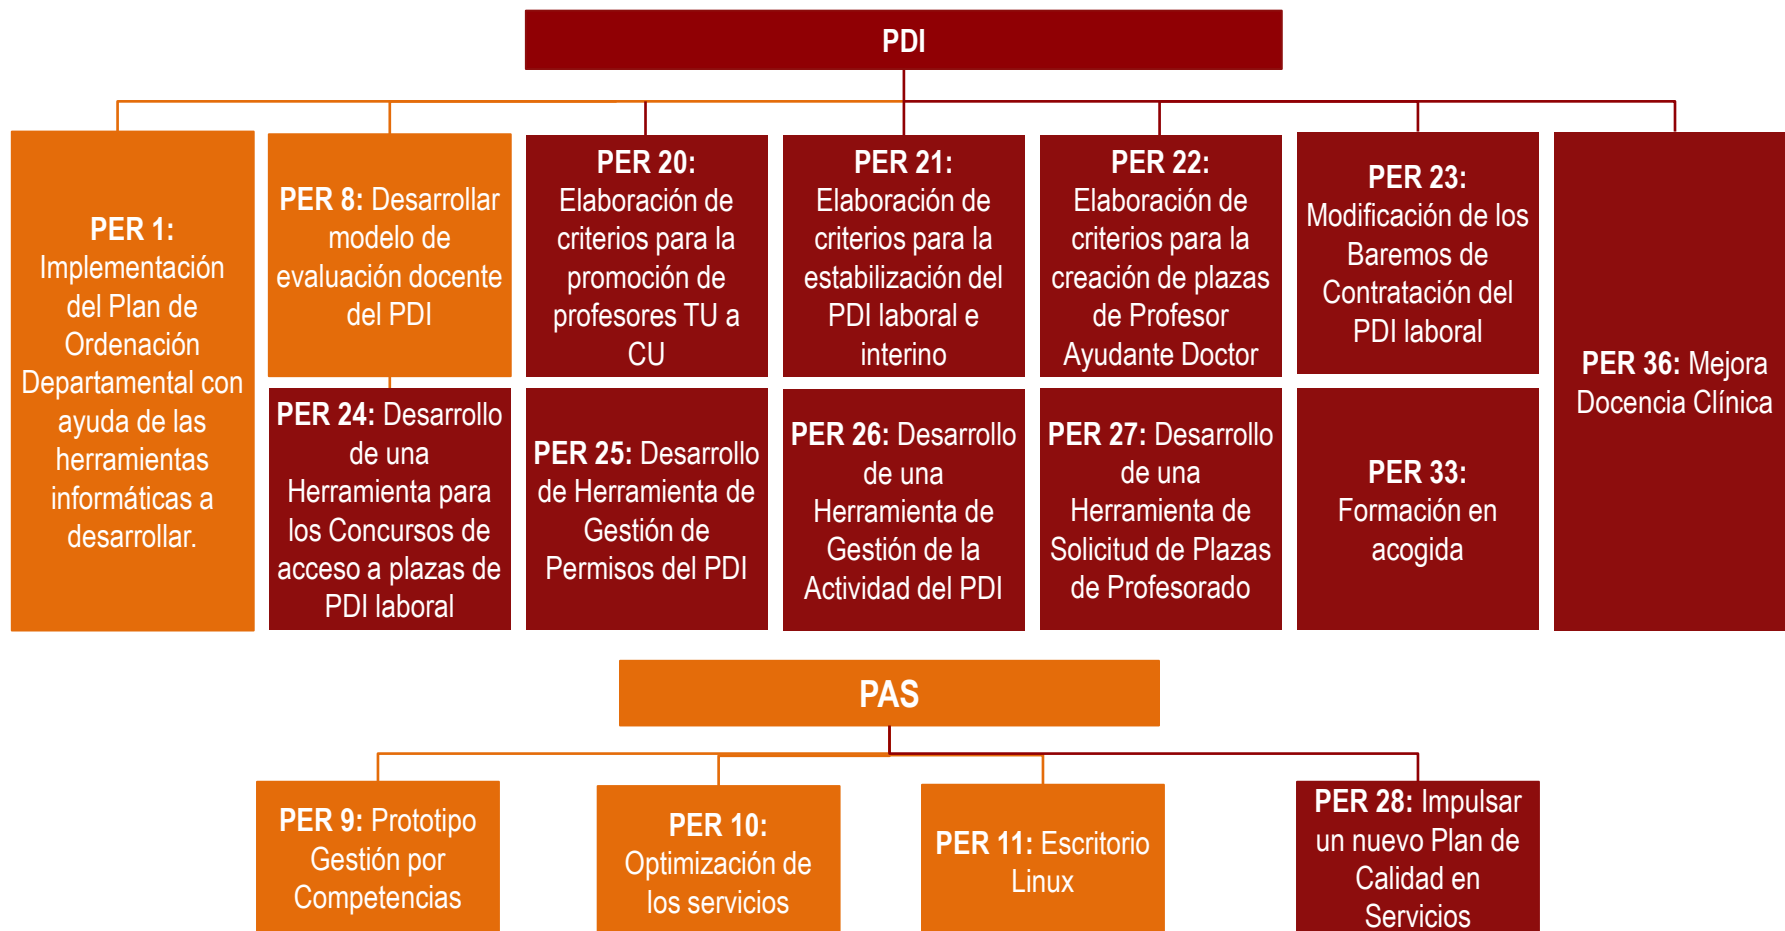 PDI
PER 1:
Implementación
del Plan de
Ordenación
Departamental con
ayuda de las
herramientas
informáticas a
desarrollar.
PER 8: Desarrollar
modelo de
evaluación docente
del PDI
PER 20:
Elaboración de
criterios para la
promoción de
profesores TU a
CU
PER 21:
Elaboración de
criterios para la
estabilización del
PDI laboral e
interino
PER 22:
Elaboración de
criterios para la
creación de plazas
de Profesor
Ayudante Doctor
PER 23:
Modificación de los
Baremos de
Contratación del
PDI laboral
PER 36: Mejora
Docencia Clínica
PER 24: Desarrollo
de una
Herramienta para
los Concursos de
acceso a plazas de
PDI laboral
PER 25: Desarrollo
de Herramienta de
Gestión de
Permisos del PDI
PER 26: Desarrollo
de una
Herramienta de
Gestión de la
Actividad del PDI
PER 27: Desarrollo
de una
Herramienta de
Solicitud de Plazas
de Profesorado
PER 33:
Formación en
acogida
PAS
PER 9: Prototipo
Gestión por
Competencias
PER 10:
Optimización de
los servicios
PER 11: Escritorio
Linux
PER 28: Impulsar
un nuevo Plan de
Calidad en
Servicios